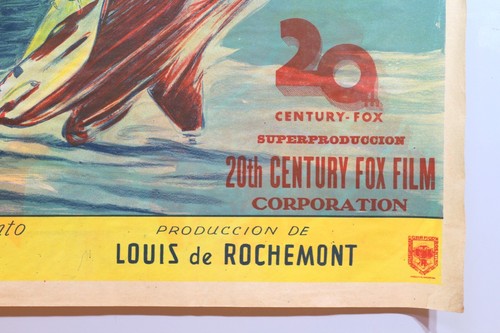 20th
CENTURY-FOX
SUPERPRODUCCION
20th CENTURY FOX FILM
CORPORATION
PRODUCCION DE
LOUIS de ROCHEMONT